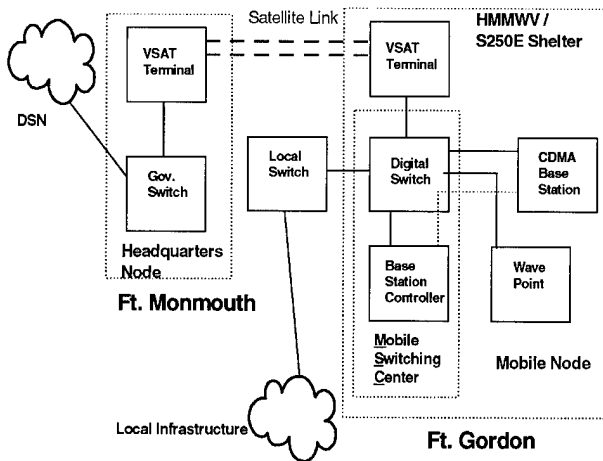 Satellite Link
HMMWV /
S250E Shelter
VSAT
Terminal
VSAT
Terminal
DSN
Gov.
Switch
Local
Switch
Digital
Switch
CDMA
Base
Station
Headquarters
Node
Base
Station
Controller
Wave
Point
Ft. Monmouth
Mobile
Switching
Center
Mobile Node
Local Infrastructure
Ft. Gordon